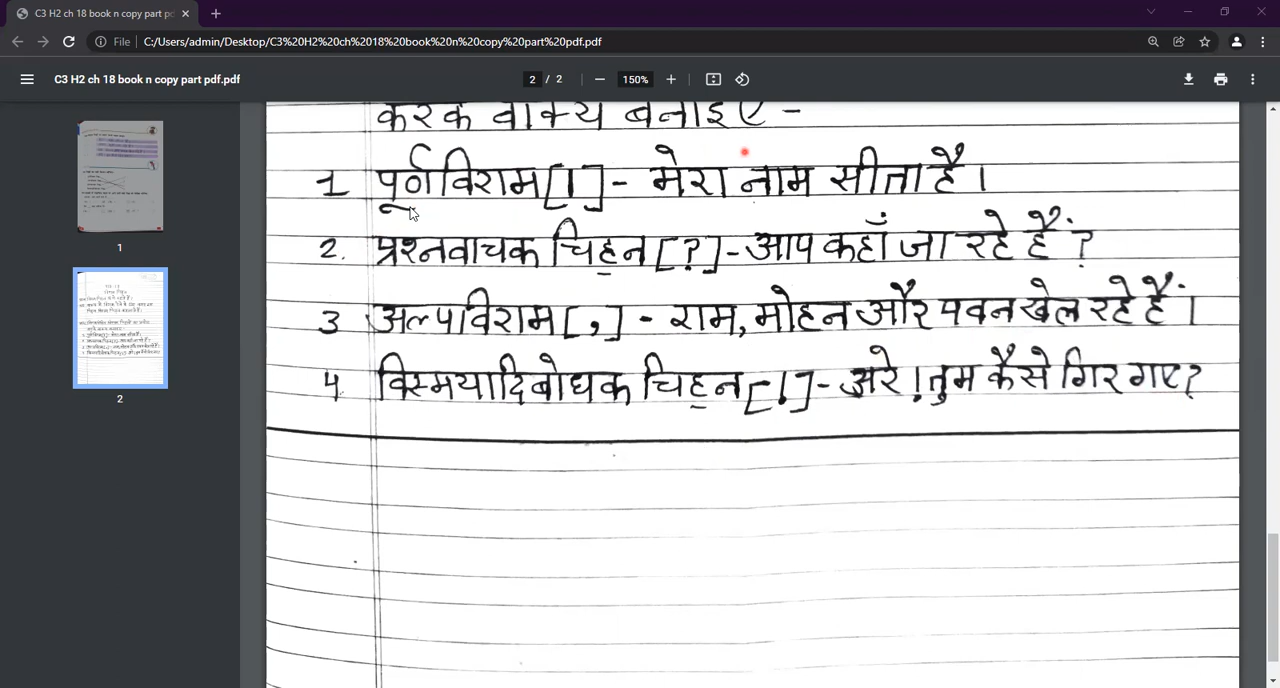 C3 H2 ch 18 book n copy part p
File C:/Users/admin/Desktop/C3%20H2%20ch%2018%20book%20n%20copy%20part%20pdf.pdf
C3 H2 ch 18 book n copy part pdf.pdf
2 / 2
150%
करके वाक्य बनाइए -
1 पूर्णविराम [।] - मेरा नाम सीता है।
2. प्रश्नवाचक चिह्न [?] - आप कहाँ जा रहे हैं ?
3 अल्पविराम [,] - राम, मोहन और पवन खेल रहे हैं।
4. विस्मयादिबोधक चिह्न [!] - अरे ! तुम कैसे गिर गए?
1
2